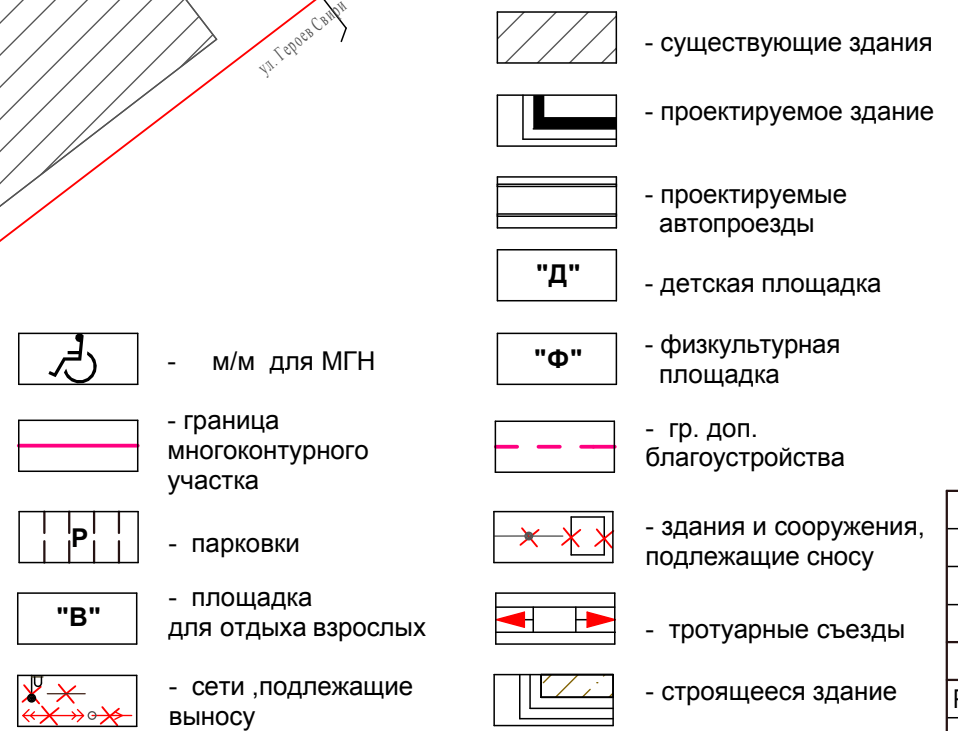 ул. Героев Свири
- существующие здания
- проектируемое здание
- проектируемые
автопроезды
"Д"
- детская площадка
"Ф"
- физкультурная
площадка
- м/м для МГН
- граница
многоконтурного
участка
- гр. доп.
благоустройства
Р
- парковки
- здания и сооружения,
подлежащие сносу
"В"
- площадка
для отдыха взрослых
- тротуарные съезды
- сети ,подлежащие
выносу
- строящееся здание